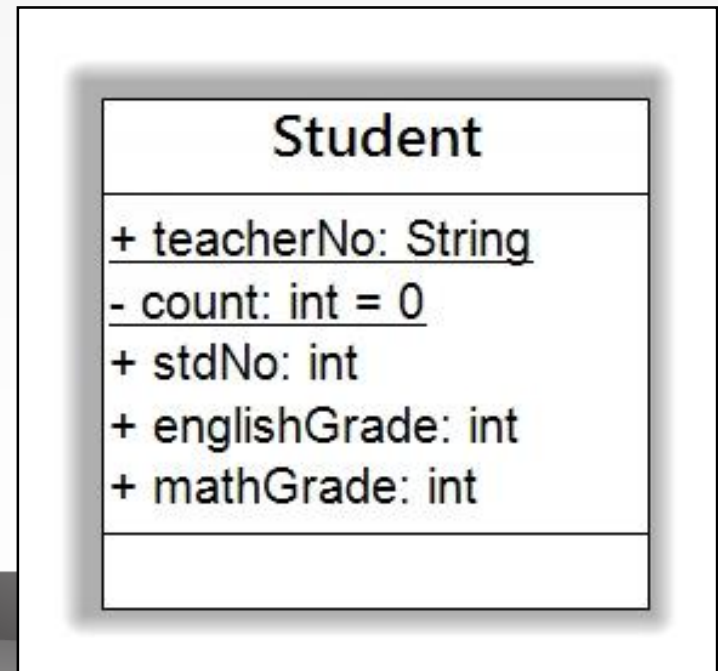 Student
+ teacherNo: String
- count: int = 0
+ stdNo: int
+ englishGrade: int
+ mathGrade: int